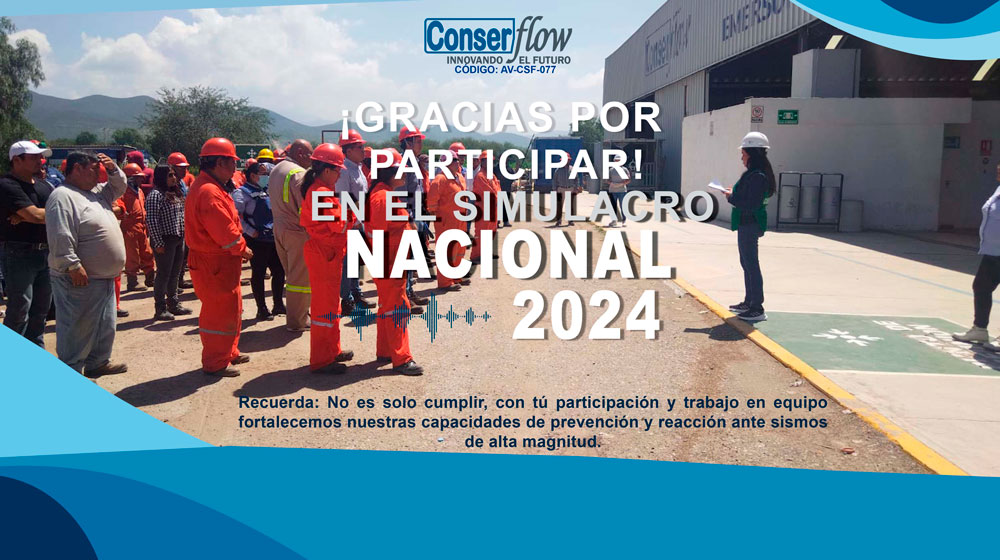 Conserflow
INNOVANDO EL FUTURO
CÓDIGO: AV-CSF-077
Conserflow
EMERSON
¡GRACIAS POR
PARTICIPAR!
EN EL SIMULACRO
NACIONAL
2024
Recuerda: No es solo cumplir, con tú participación y trabajo en equipo
fortalecemos nuestras capacidades de prevención y reacción ante sismos
de alta magnitud.